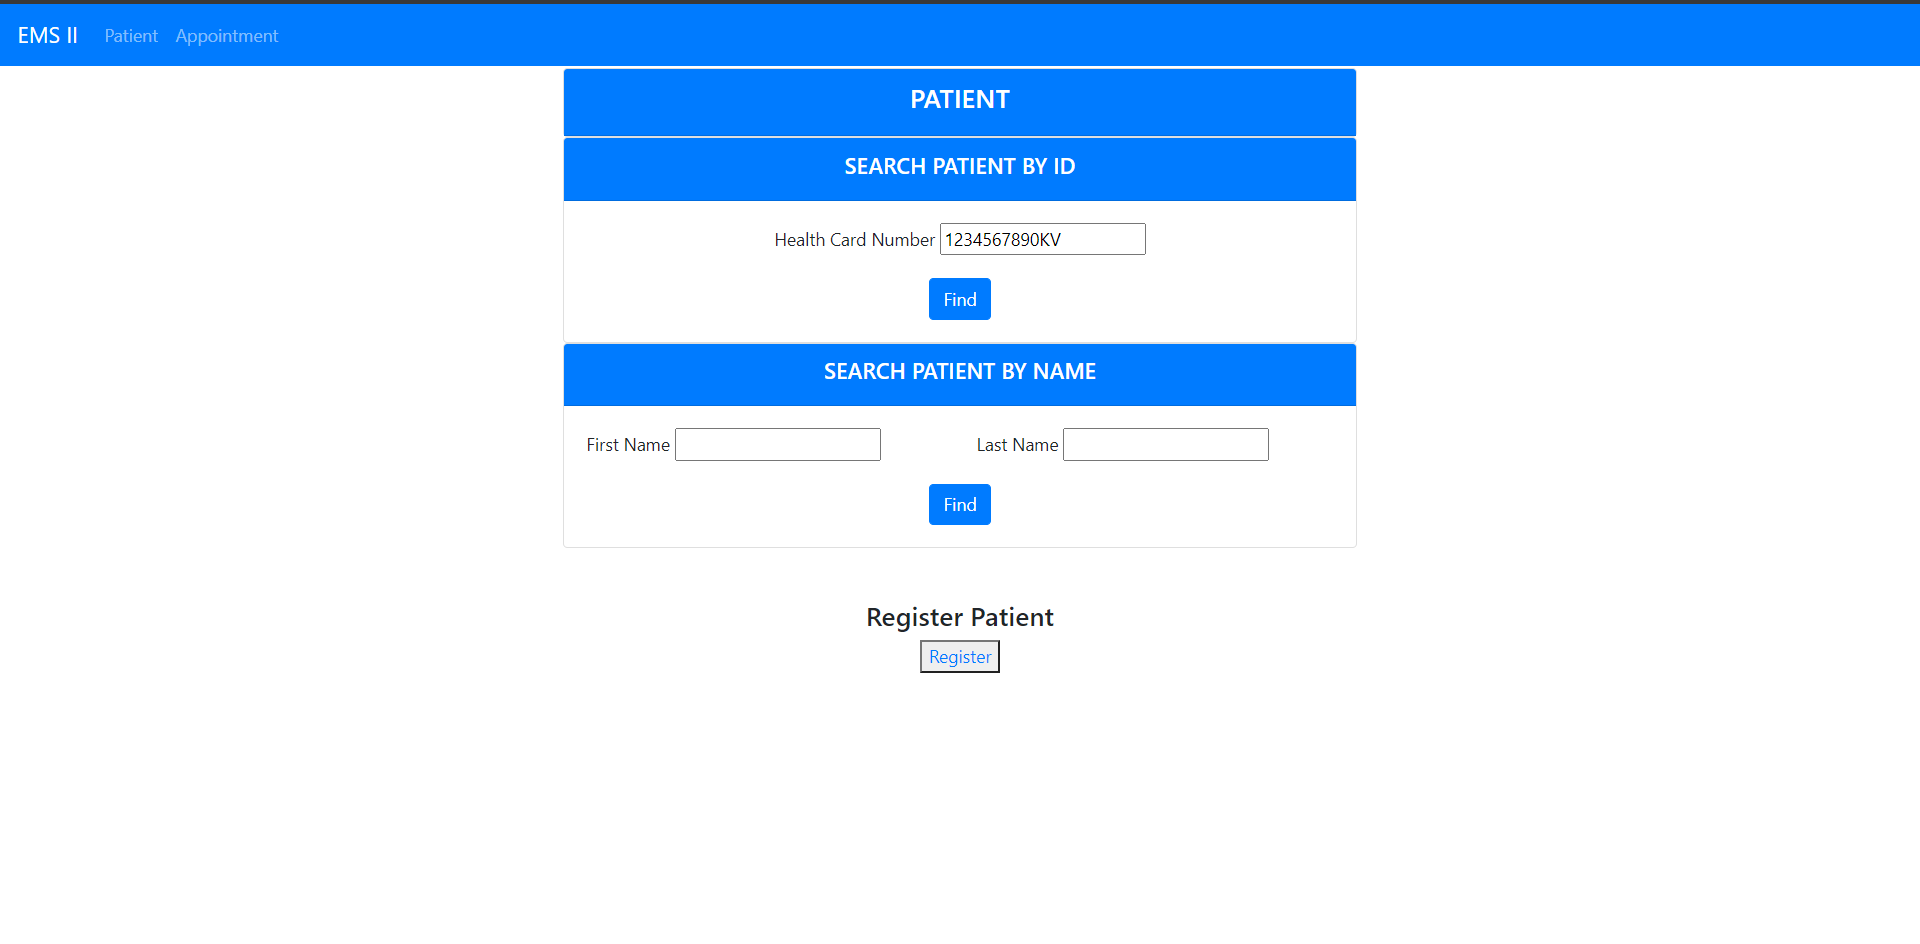 EMS II Patient Appointment
PATIENT
SEARCH PATIENT BY ID
Health Card Number 1234567890KV
Find
SEARCH PATIENT BY NAME
First Name Last Name
Find
Register Patient
Register